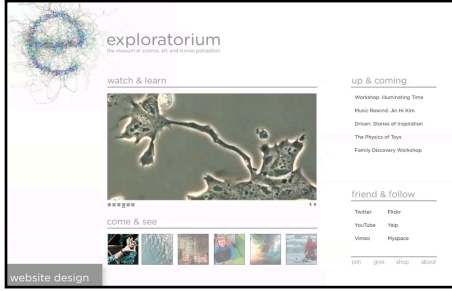 exploratorium
the museum of science, art, and human perception
watch & learn
come & see
up & coming
Workshop: Illuminating Time
Music Rewind: Jin Hi Kim
Driven: Stories of Inspiration
The Physics of Toys
Family Discovery Workshop
friend & follow
Twitter Flickr
YouTube Yelp
Vimeo Myspace
join give shop about
website design